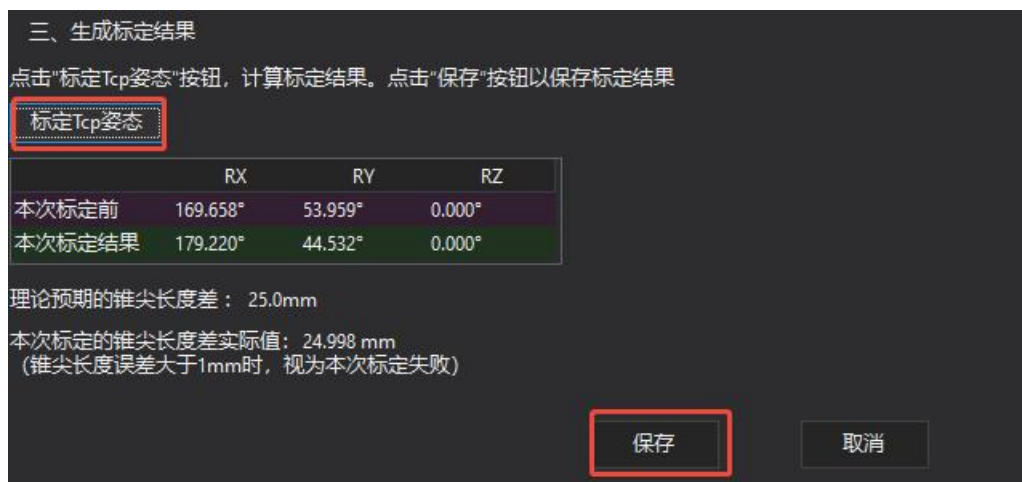 三、生成标定结果
点击"标定Tcp姿态"按钮，计算标定结果。点击"保存"按钮以保存标定结果
标定Tcp姿态
RX RY RZ
本次标定前 169.658° 53.959° 0.000°
本次标定结果 179.220° 44.532° 0.000°
理论预期的锥尖长度差： 25.0mm
本次标定的锥尖长度差实际值：24.998 mm
（锥尖长度误差大于1mm时，视为本次标定失败）
保存 取消